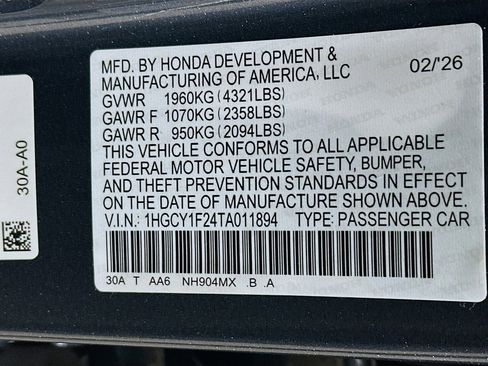 MFD. BY HONDA DEVELOPMENT &
MANUFACTURING OF AMERICA, LLC 02/'26
GVWR 1960KG (4321LBS)
GAWR F 1070KG (2358LBS)
GAWR R 950KG (2094LBS)
THIS VEHICLE CONFORMS TO ALL APPLICABLE
FEDERAL MOTOR VEHICLE SAFETY, BUMPER,
AND THEFT PREVENTION STANDARDS IN EFFECT
ON THE DATE OF MANUFACTURE SHOWN ABOVE.
V.I.N.: 1HGCY1F24TA011894 TYPE: PASSENGER CAR
30A T AA6 NH904MX .B .A
30A-A0